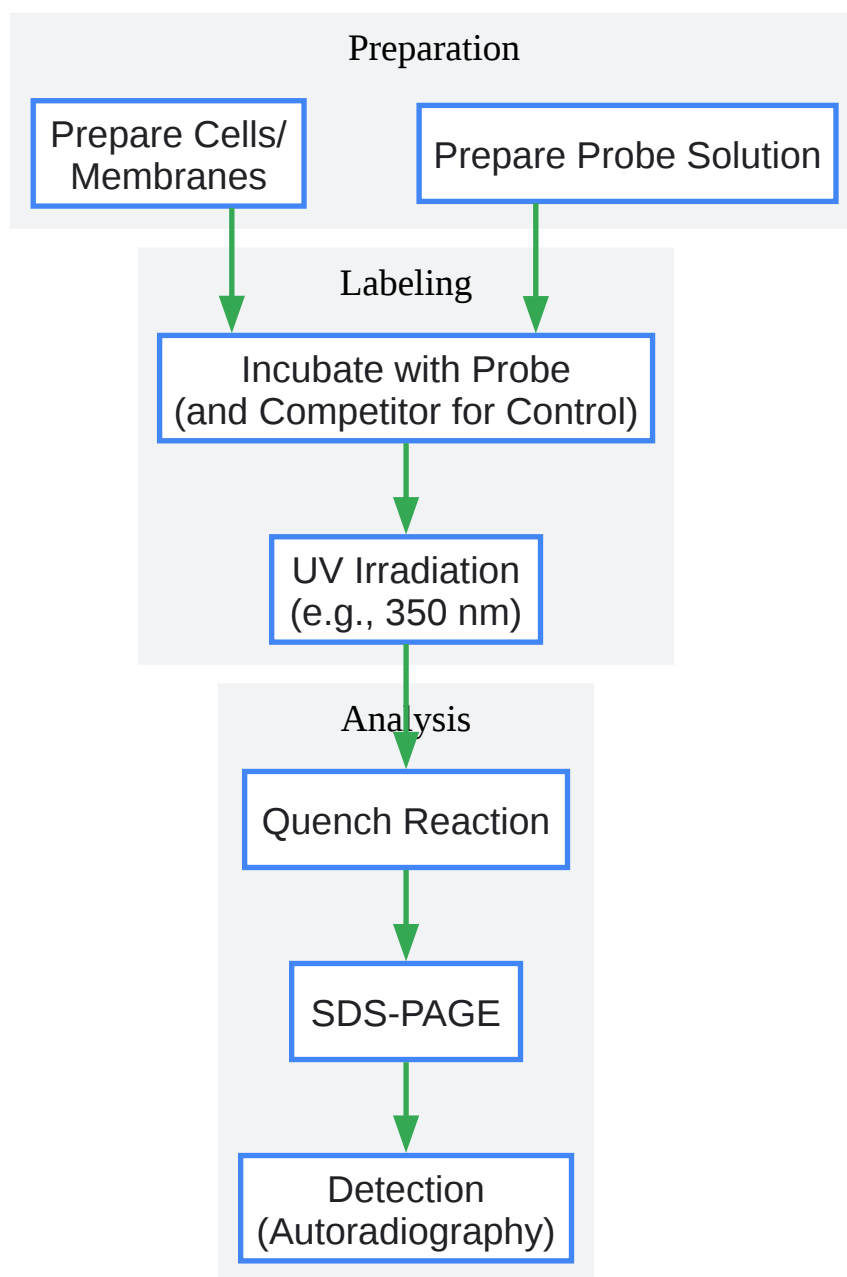 Preparation
Prepare Cells/
Membranes
Prepare Probe Solution
Labeling
Incubate with Probe
(and Competitor for Control)
UV Irradiation
(e.g., 350 nm)
Analysis
Quench Reaction
SDS-PAGE
Detection
(Autoradiography)